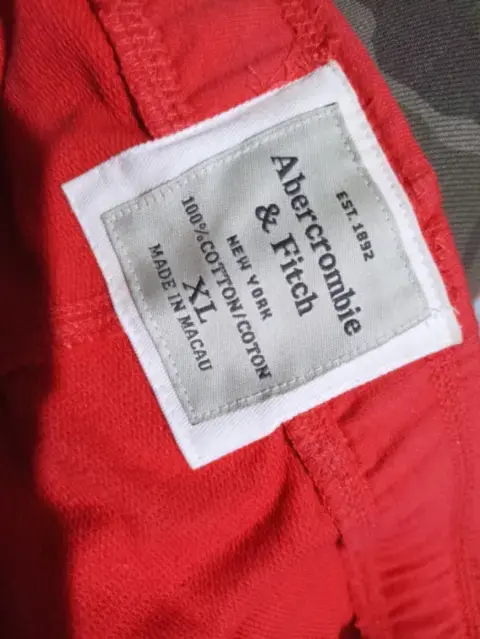 EST. 1892
Abercrombie
& Fitch
NEW YORK
100%COTTON/COTON
XL
MADE IN MACAU